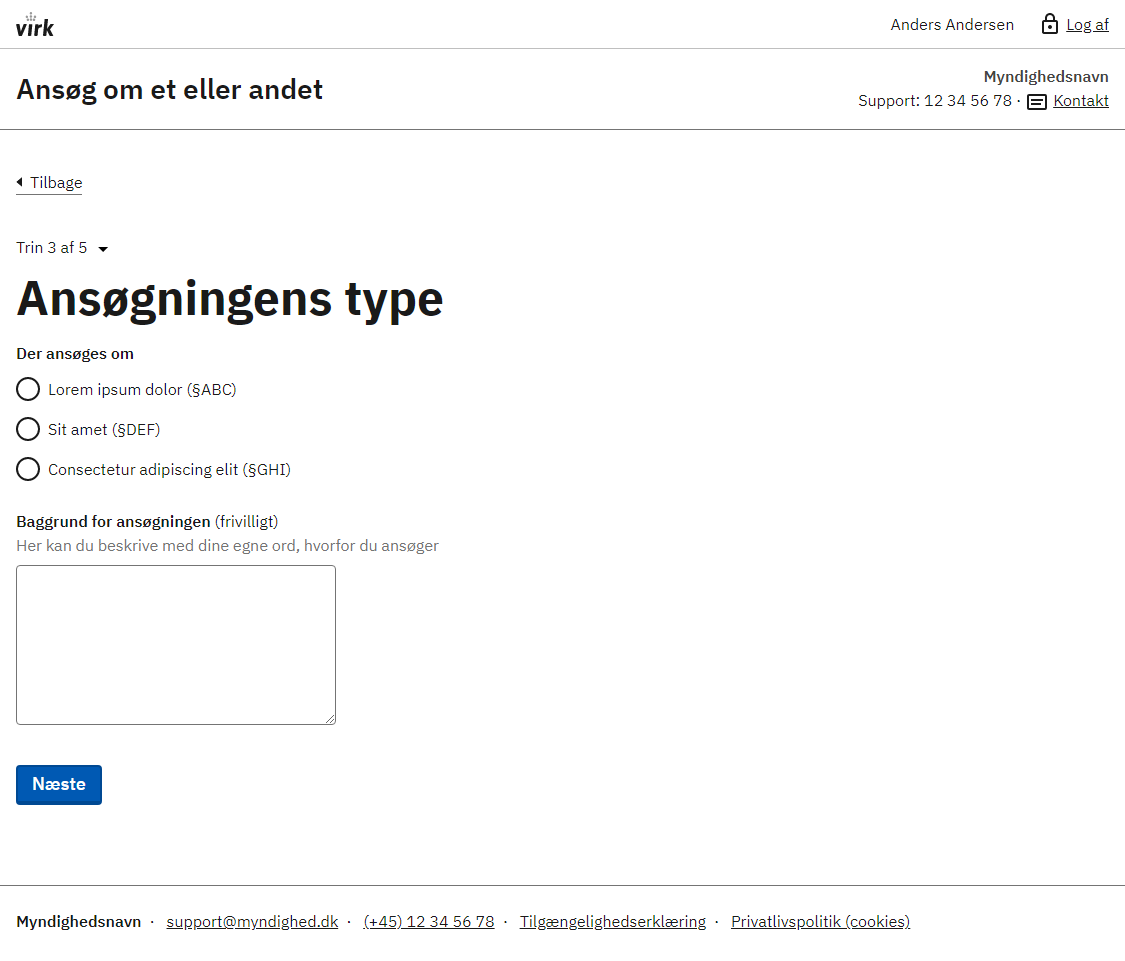 virk
Anders Andersen Log af
Ansøg om et eller andet
Myndighedsnavn
Support: 12 34 56 78 · Kontakt
Tilbage
Trin 3 af 5
Ansøgningens type
Der ansøges om
Lorem ipsum dolor (§ABC)
Sit amet (§DEF)
Consectetur adipiscing elit (§GHI)
Baggrund for ansøgningen (frivilligt)
Her kan du beskrive med dine egne ord, hvorfor du ansøger
Næste
Myndighedsnavn · support@myndighed.dk · (+45) 12 34 56 78 · Tilgængelighedserklæring · Privatlivspolitik (cookies)